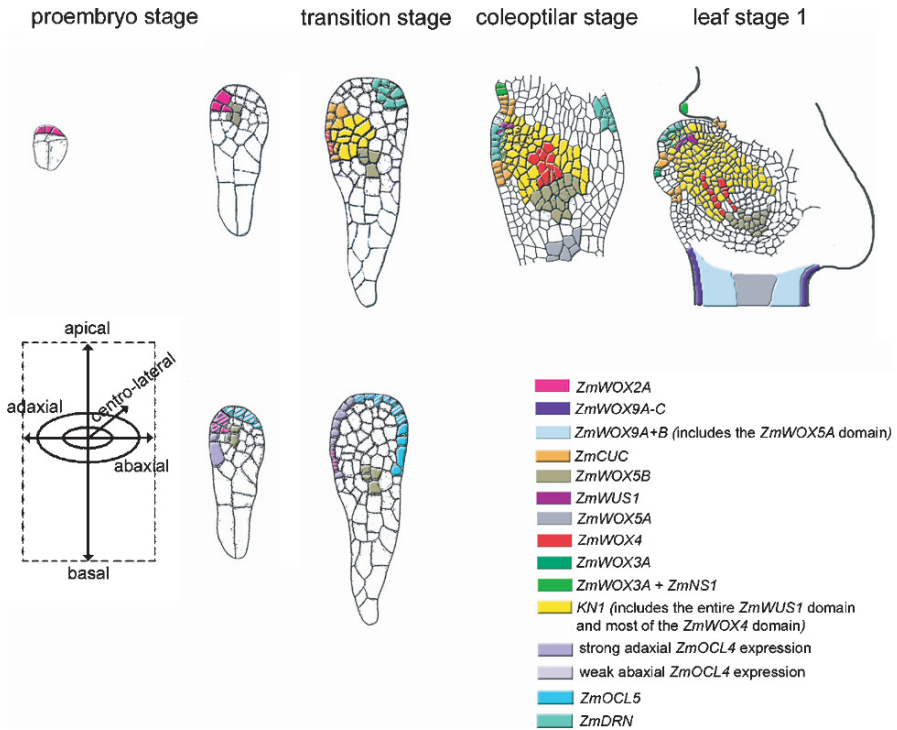 proembryo stage
transition stage
coleoptilar stage
leaf stage 1
apical
centro-lateral
adaxial
abaxial
basal
ZmWOX2A
ZmWOX9A-C
ZmWOX9A+B (includes the ZmWOX5A domain)
ZmCUC
ZmWOX5B
ZmWUS1
ZmWOX5A
ZmWOX4
ZmWOX3A
ZmWOX3A + ZmNS1
KN1 (includes the entire ZmWUS1 domain
and most of the ZmWOX4 domain)
strong adaxial ZmOCL4 expression
weak abaxial ZmOCL4 expression
ZmOCL5
ZmDRN